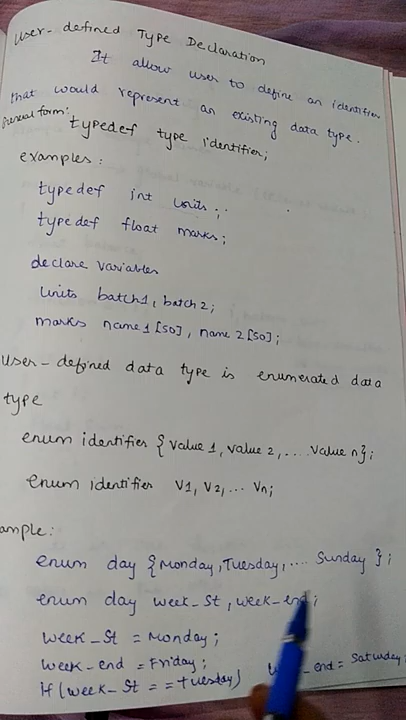 User-defined Type Declaration
It allow user to define an identifier
that would represent an existing data type.
general form: typedef type identifier;
examples:
typedef int units;
typedef float marks;
declare variables
units batch1, batch2;
marks name1[50], name2[50];
User-defined data type is enumerated data
type
enum identifier {value 1, value 2, .... value n};
enum identifier v1, v2, ... vn;
ample:
enum day {Monday, Tuesday, .... Sunday};
enum day week-st, week-end;
week-st = Monday;
week-end = Friday;
if (week-st == tuesday)
_end = Saturday;